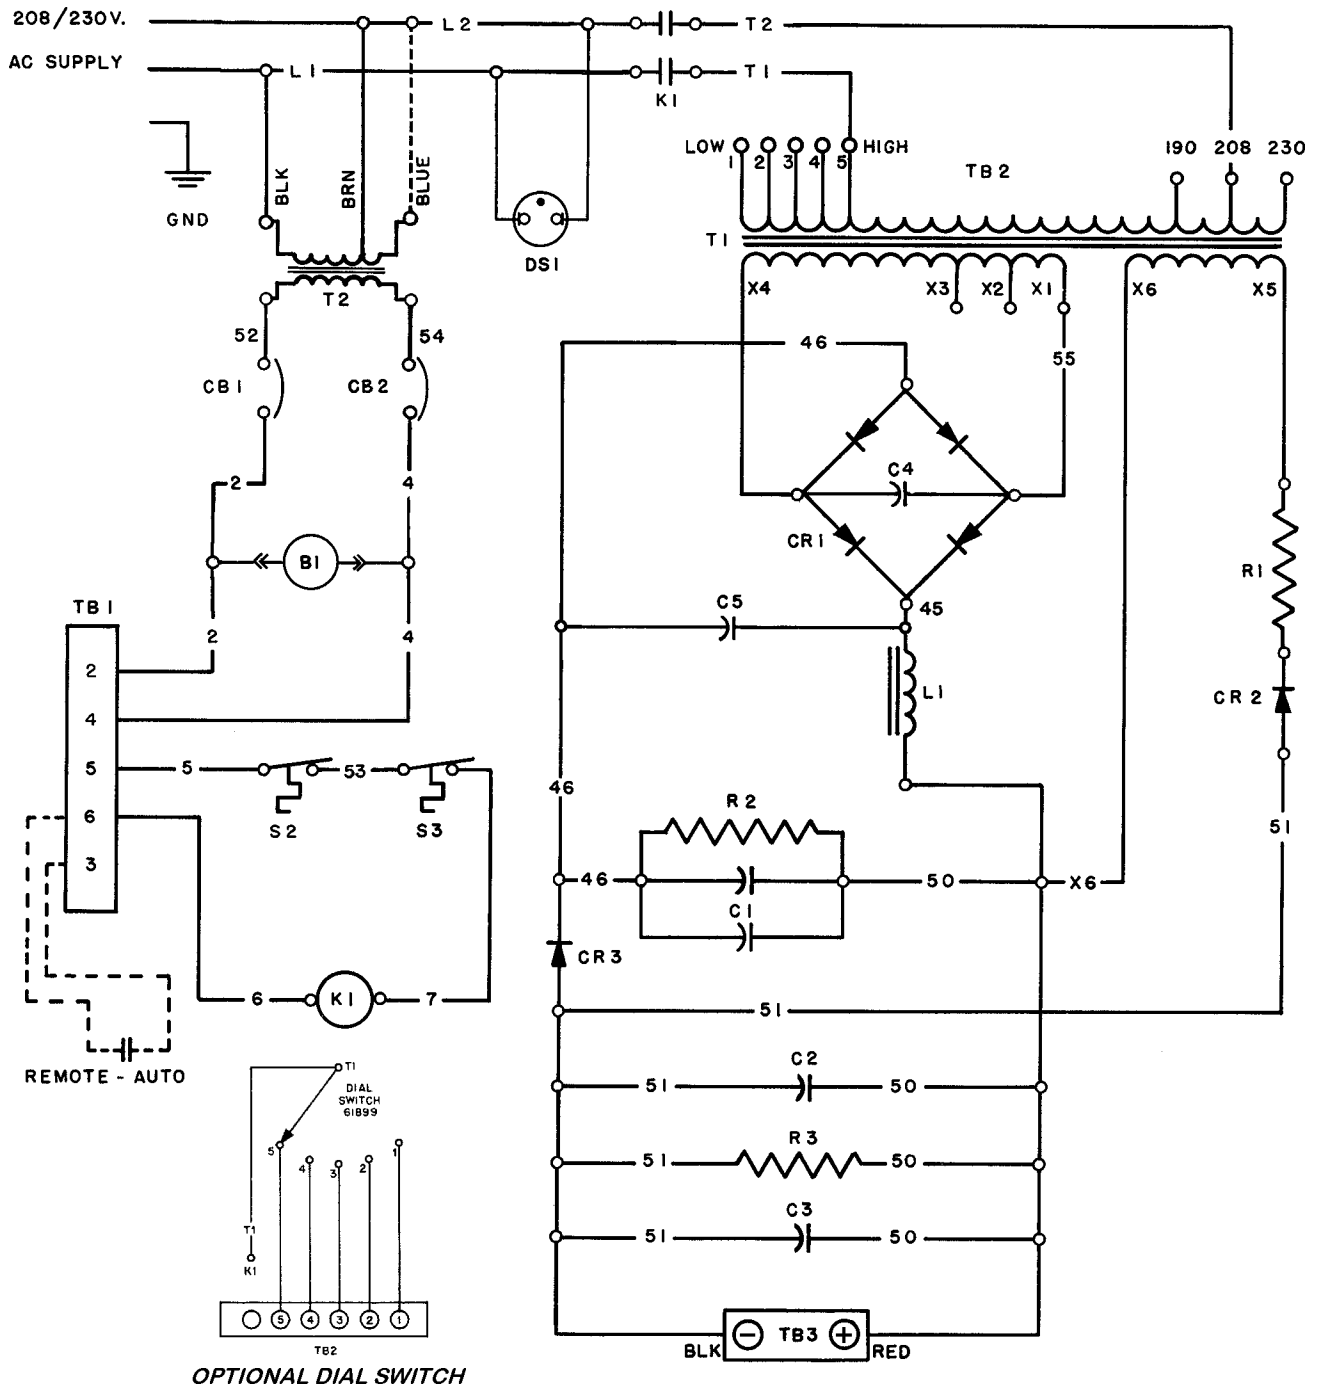 208/230V.
L2
T2
AC SUPPLY
L1
T1
K1
GND
BLK
BRN
BLUE
DS1
LOW
1
2
3
4
5
HIGH
TB2
190
208
230
T1
T2
X4
X3
X2
X1
X6
X5
52
54
46
55
CB1
CB2
C4
2
4
CR1
B1
R1
C5
45
TB1
2
4
2
L1
CR2
4
5
5
53
46
S2
S3
R2
51
6
3
46
50
X6
C1
CR3
6
K1
7
51
REMOTE - AUTO
T1
DIAL
SWITCH
61899
51
C2
50
5
4
3
2
1
51
R3
50
T1
K1
51
C3
50
5
4
3
2
1
TB2
BLK
−
TB3
+
RED
OPTIONAL DIAL SWITCH